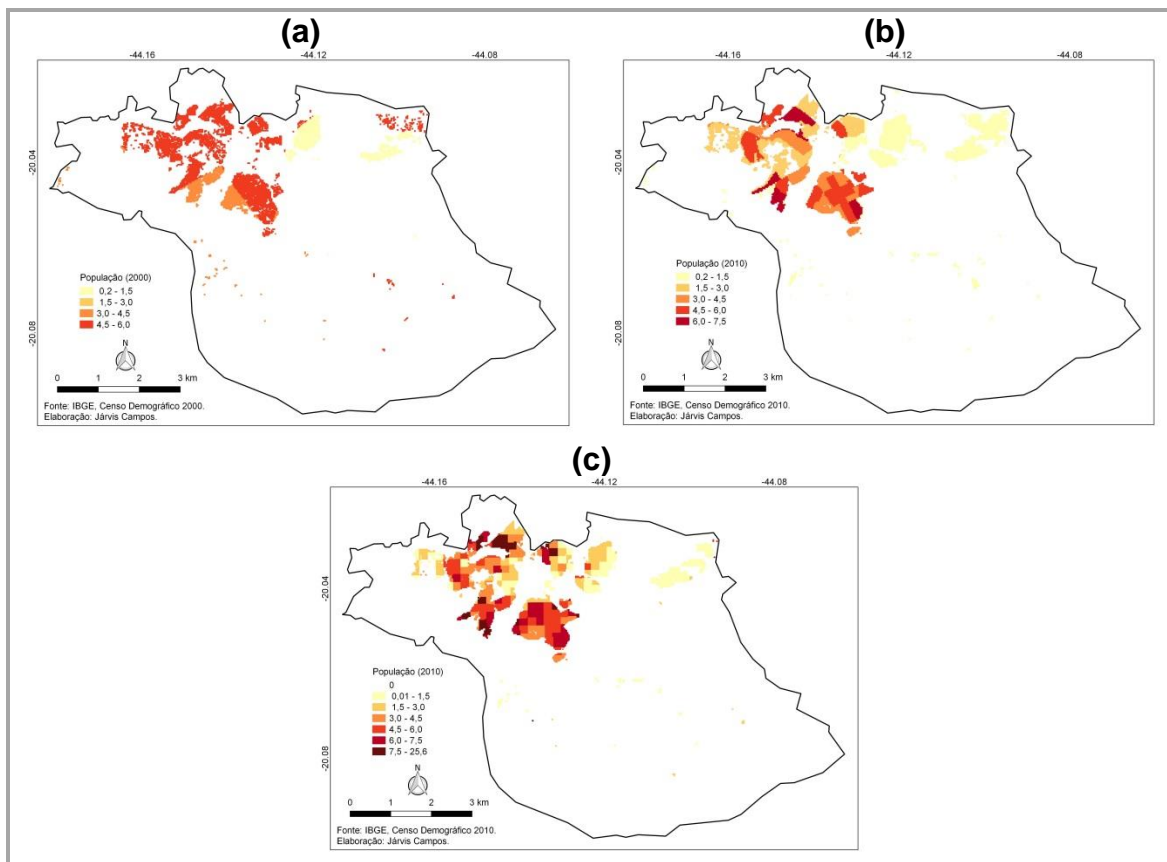 (a)
-44.16 -44.12 -44.08
-20.04
-20.08
População (2000)
0,2 - 1,5
1,5 - 3,0
3,0 - 4,5
4,5 - 6,0
N
0 1 2 3 km
Fonte: IBGE, Censo Demográfico 2000.
Elaboração: Járvis Campos.
(b)
-44.16 -44.12 -44.08
-20.04
-20.08
População (2010)
0,2 - 1,5
1,5 - 3,0
3,0 - 4,5
4,5 - 6,0
6,0 - 7,5
N
0 1 2 3 km
Fonte: IBGE, Censo Demográfico 2010.
Elaboração: Járvis Campos.
(c)
-44.16 -44.12 -44.08
-20.04
-20.08
População (2010)
0
0,01 - 1,5
1,5 - 3,0
3,0 - 4,5
4,5 - 6,0
6,0 - 7,5
7,5 - 25,6
N
0 1 2 3 km
Fonte: IBGE, Censo Demográfico 2010.
Elaboração: Járvis Campos.